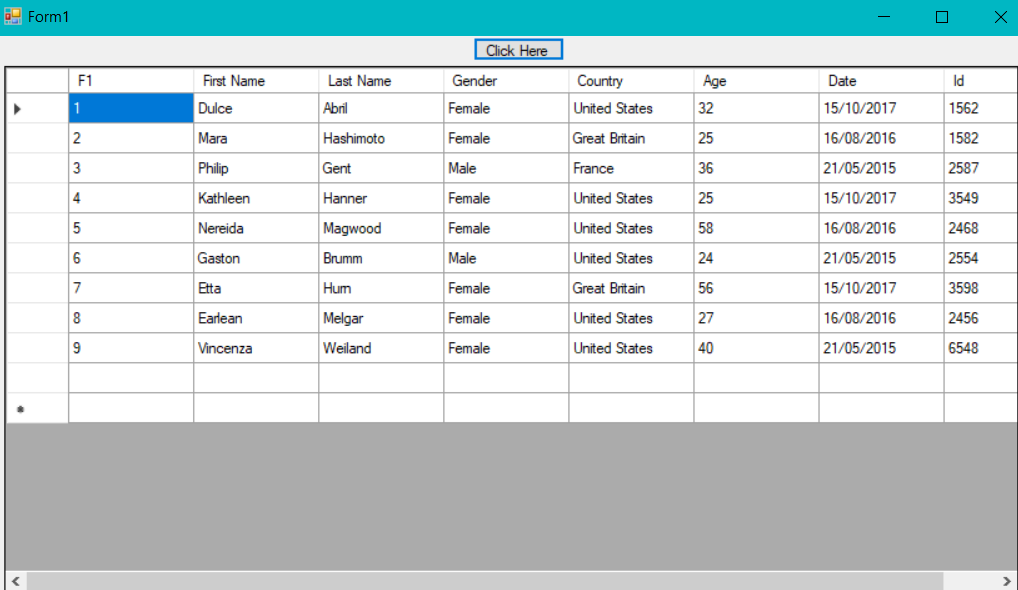 Form1
Click Here
F1 First Name Last Name Gender Country Age Date Id
1 Dulce Abril Female United States 32 15/10/2017 1562
2 Mara Hashimoto Female Great Britain 25 16/08/2016 1582
3 Philip Gent Male France 36 21/05/2015 2587
4 Kathleen Hanner Female United States 25 15/10/2017 3549
5 Nereida Magwood Female United States 58 16/08/2016 2468
6 Gaston Brumm Male United States 24 21/05/2015 2554
7 Etta Hurn Female Great Britain 56 15/10/2017 3598
8 Earlean Melgar Female United States 27 16/08/2016 2456
9 Vincenza Weiland Female United States 40 21/05/2015 6548